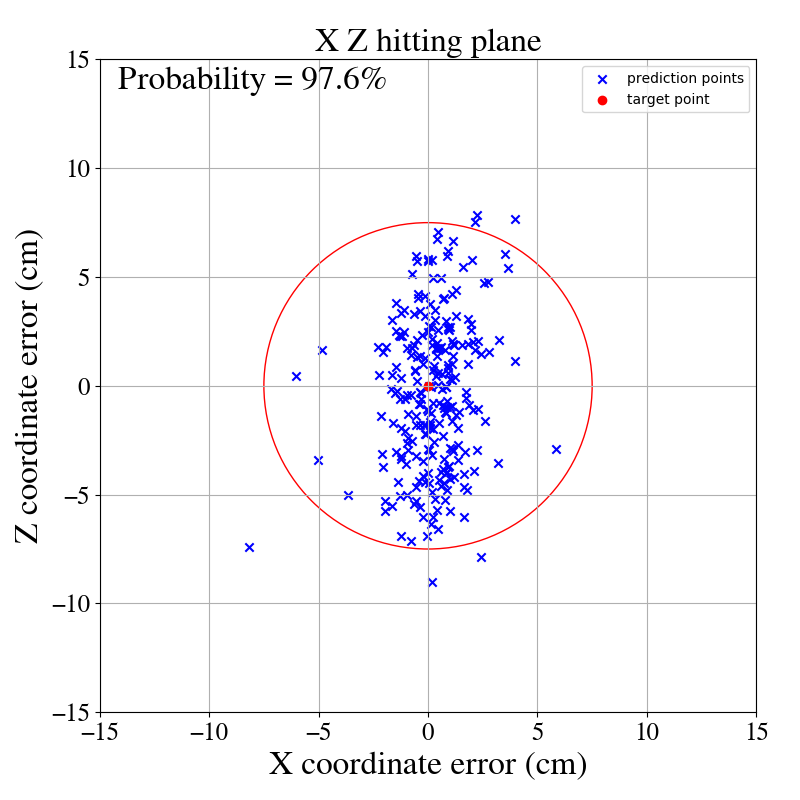 X Z hitting plane
Probability = 97.6%
prediction points
target point
Z coordinate error (cm)
15
10
5
0
−5
−10
−15
−15
−10
−5
0
5
10
15
X coordinate error (cm)